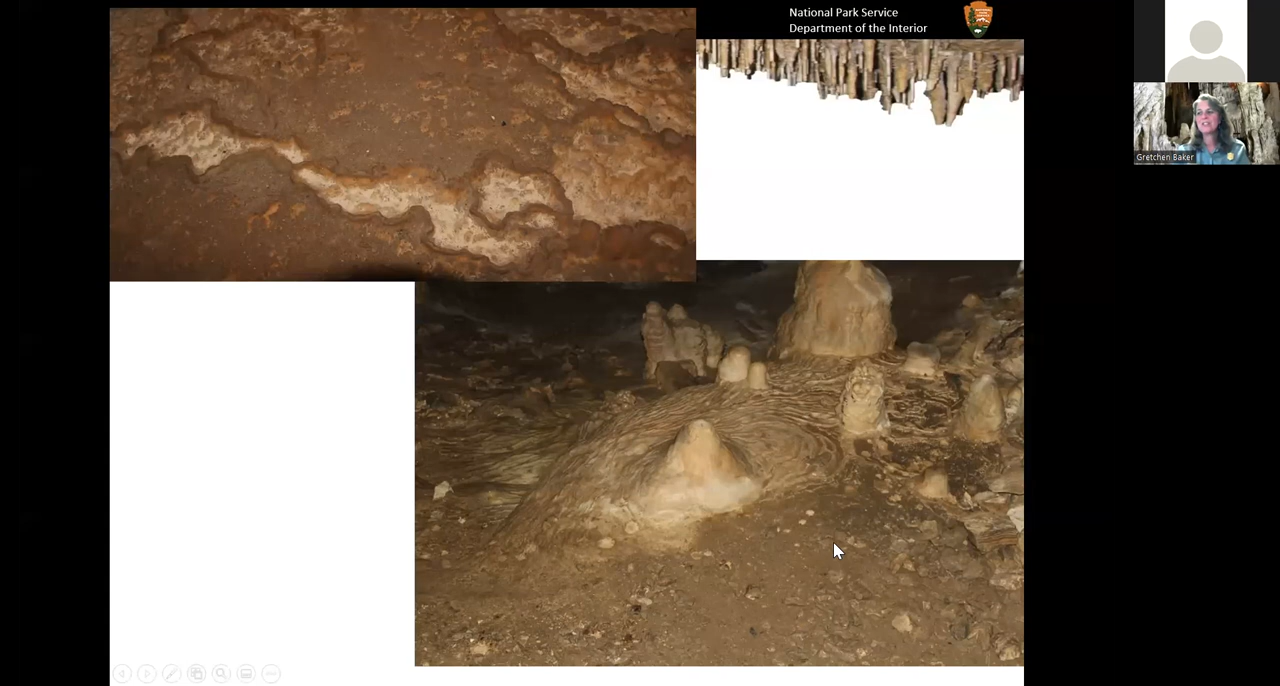 National Park Service
Department of the Interior
Gretchen Baker